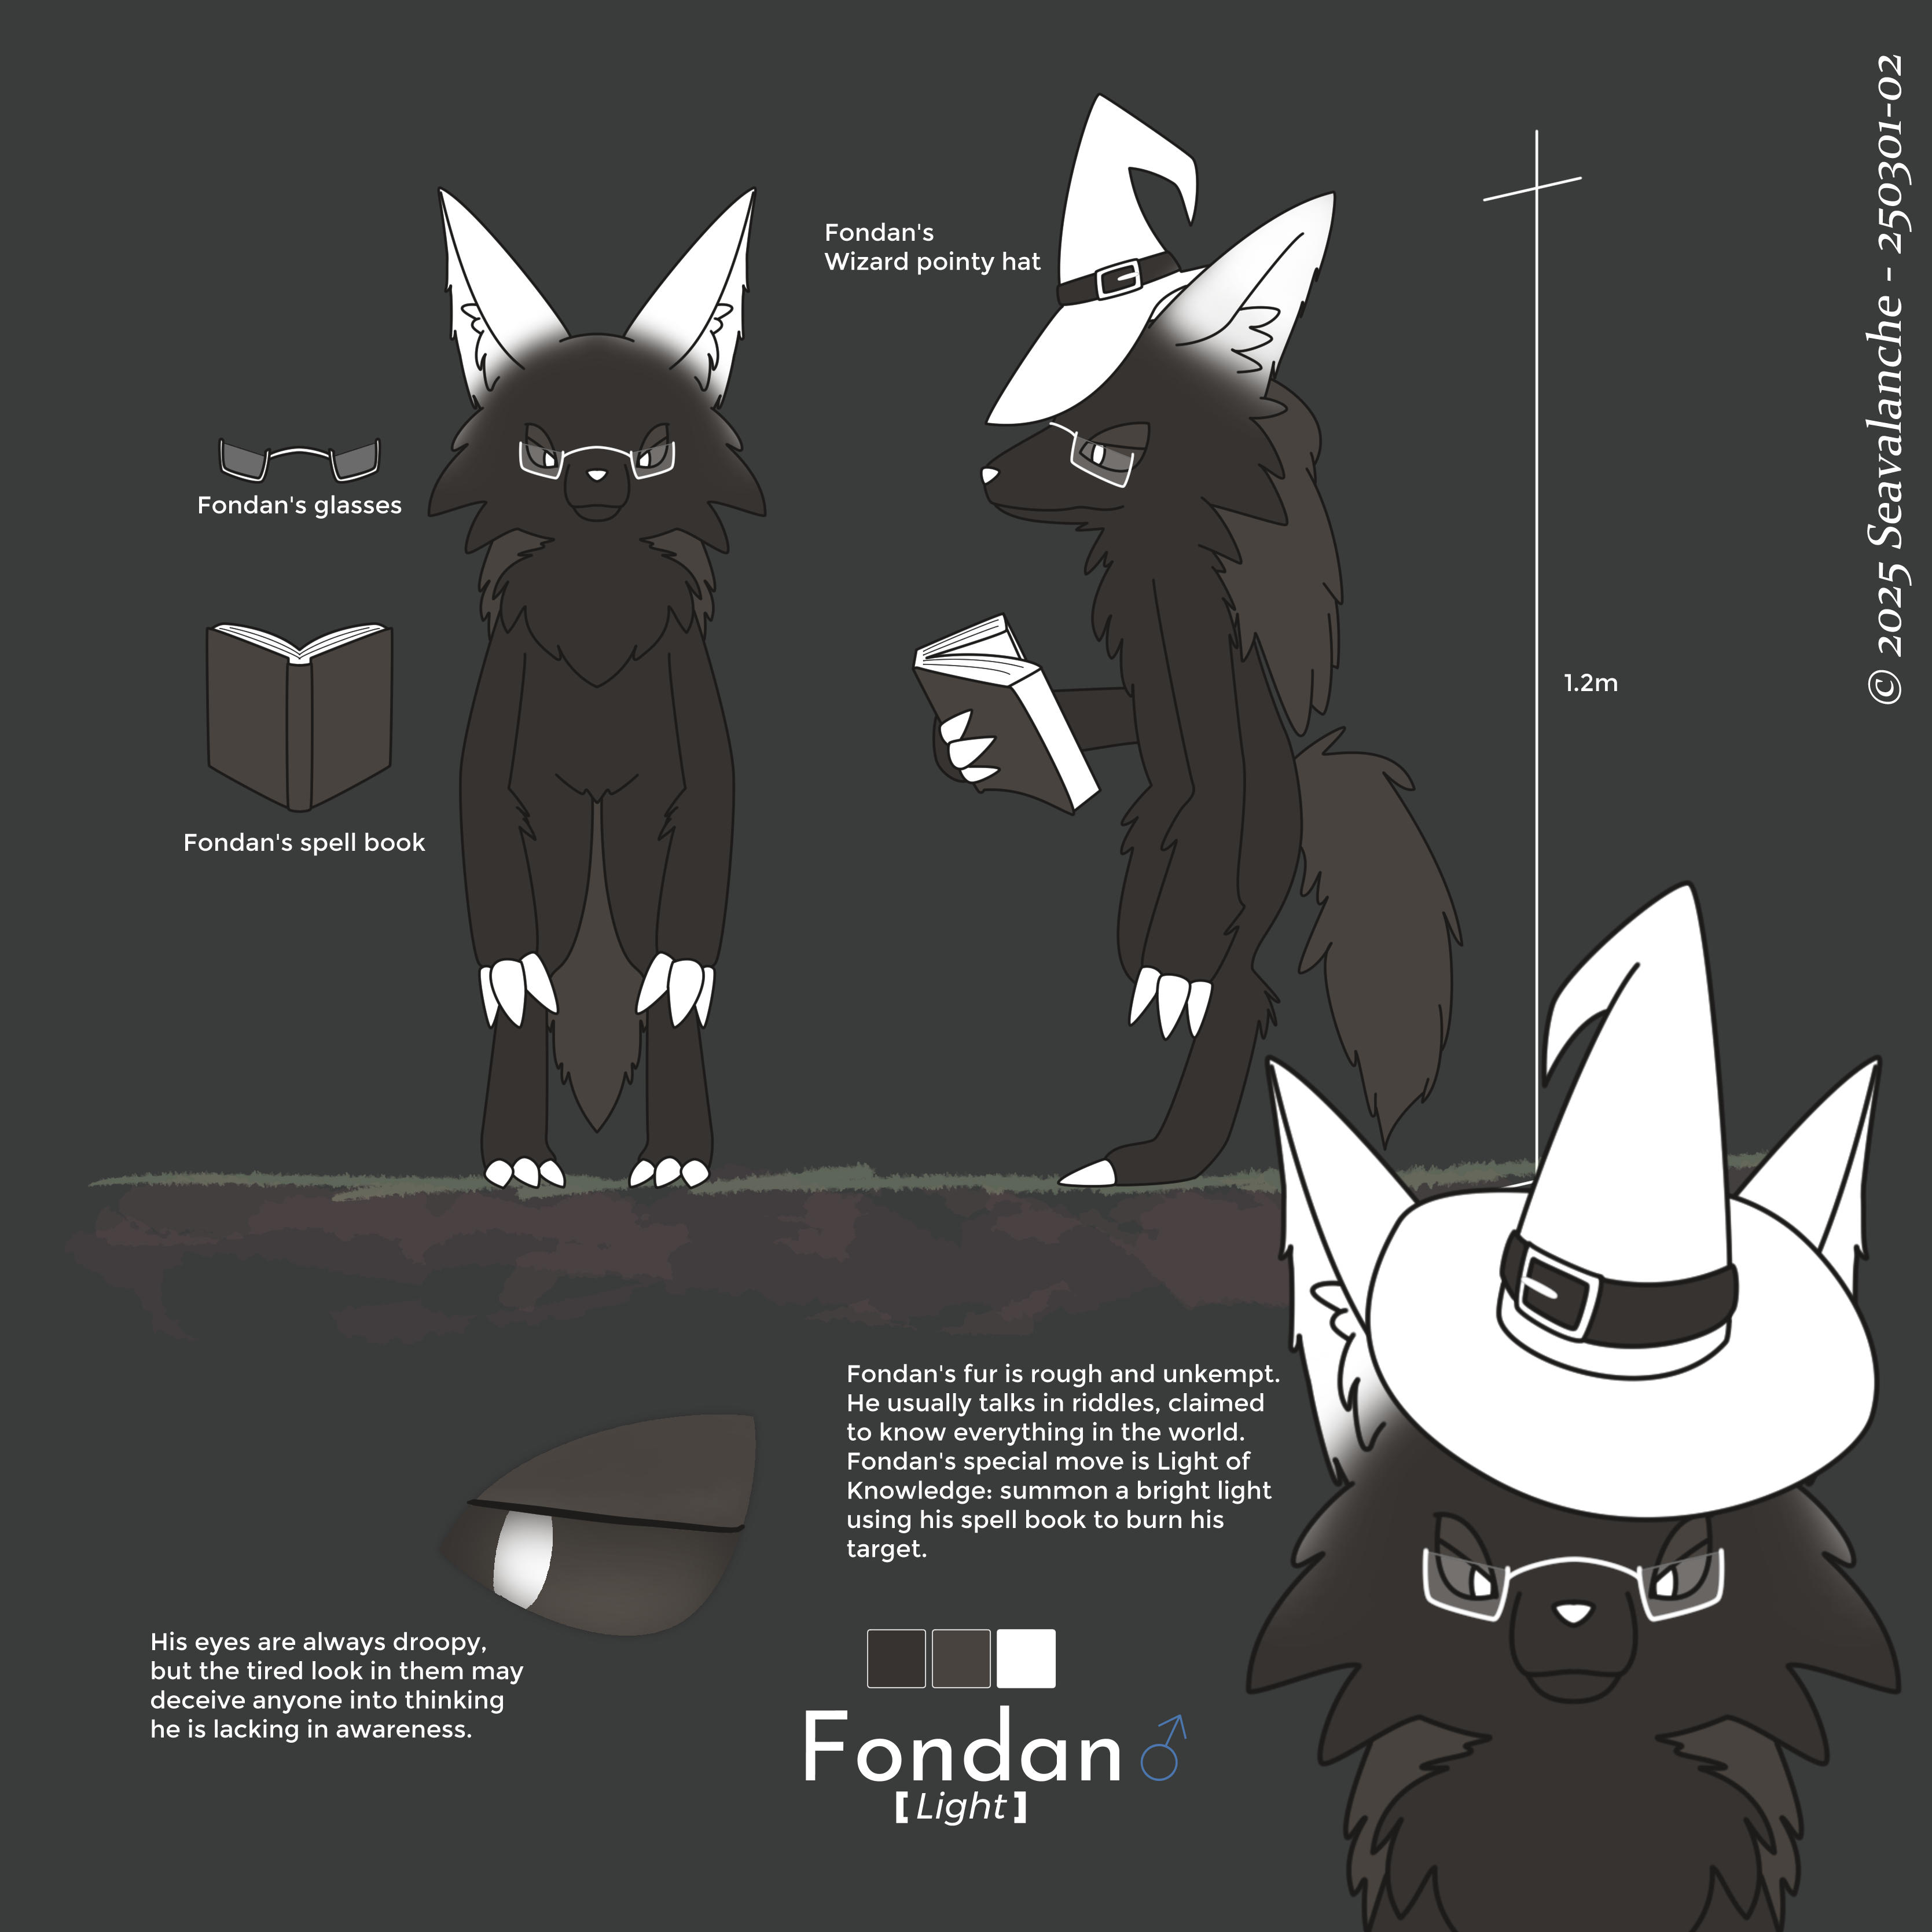 © 2025 Seavalanche - 250301-02
Fondan's
Wizard pointy hat
Fondan's glasses
1.2m
Fondan's spell book
Fondan's fur is rough and unkempt.
He usually talks in riddles, claimed
to know everything in the world.
Fondan's special move is Light of
Knowledge: summon a bright light
using his spell book to burn his
target.
His eyes are always droopy,
but the tired look in them may
deceive anyone into thinking
he is lacking in awareness.
Fondan♂
[Light]